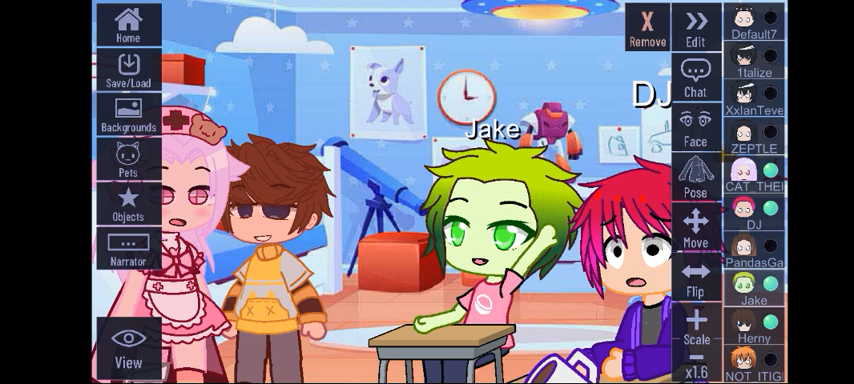 Home
Save/Load
Backgrounds
Pets
Objects
Narrator
View
Jake
DJ
X
Remove
Edit
Chat
Face
Pose
Move
Flip
Scale
x1.6
Default7
1talize
XxIanTeve
ZEPTLE
CAT_THEI
DJ
PandasGa
Jake
Herny
NOT_ITIG